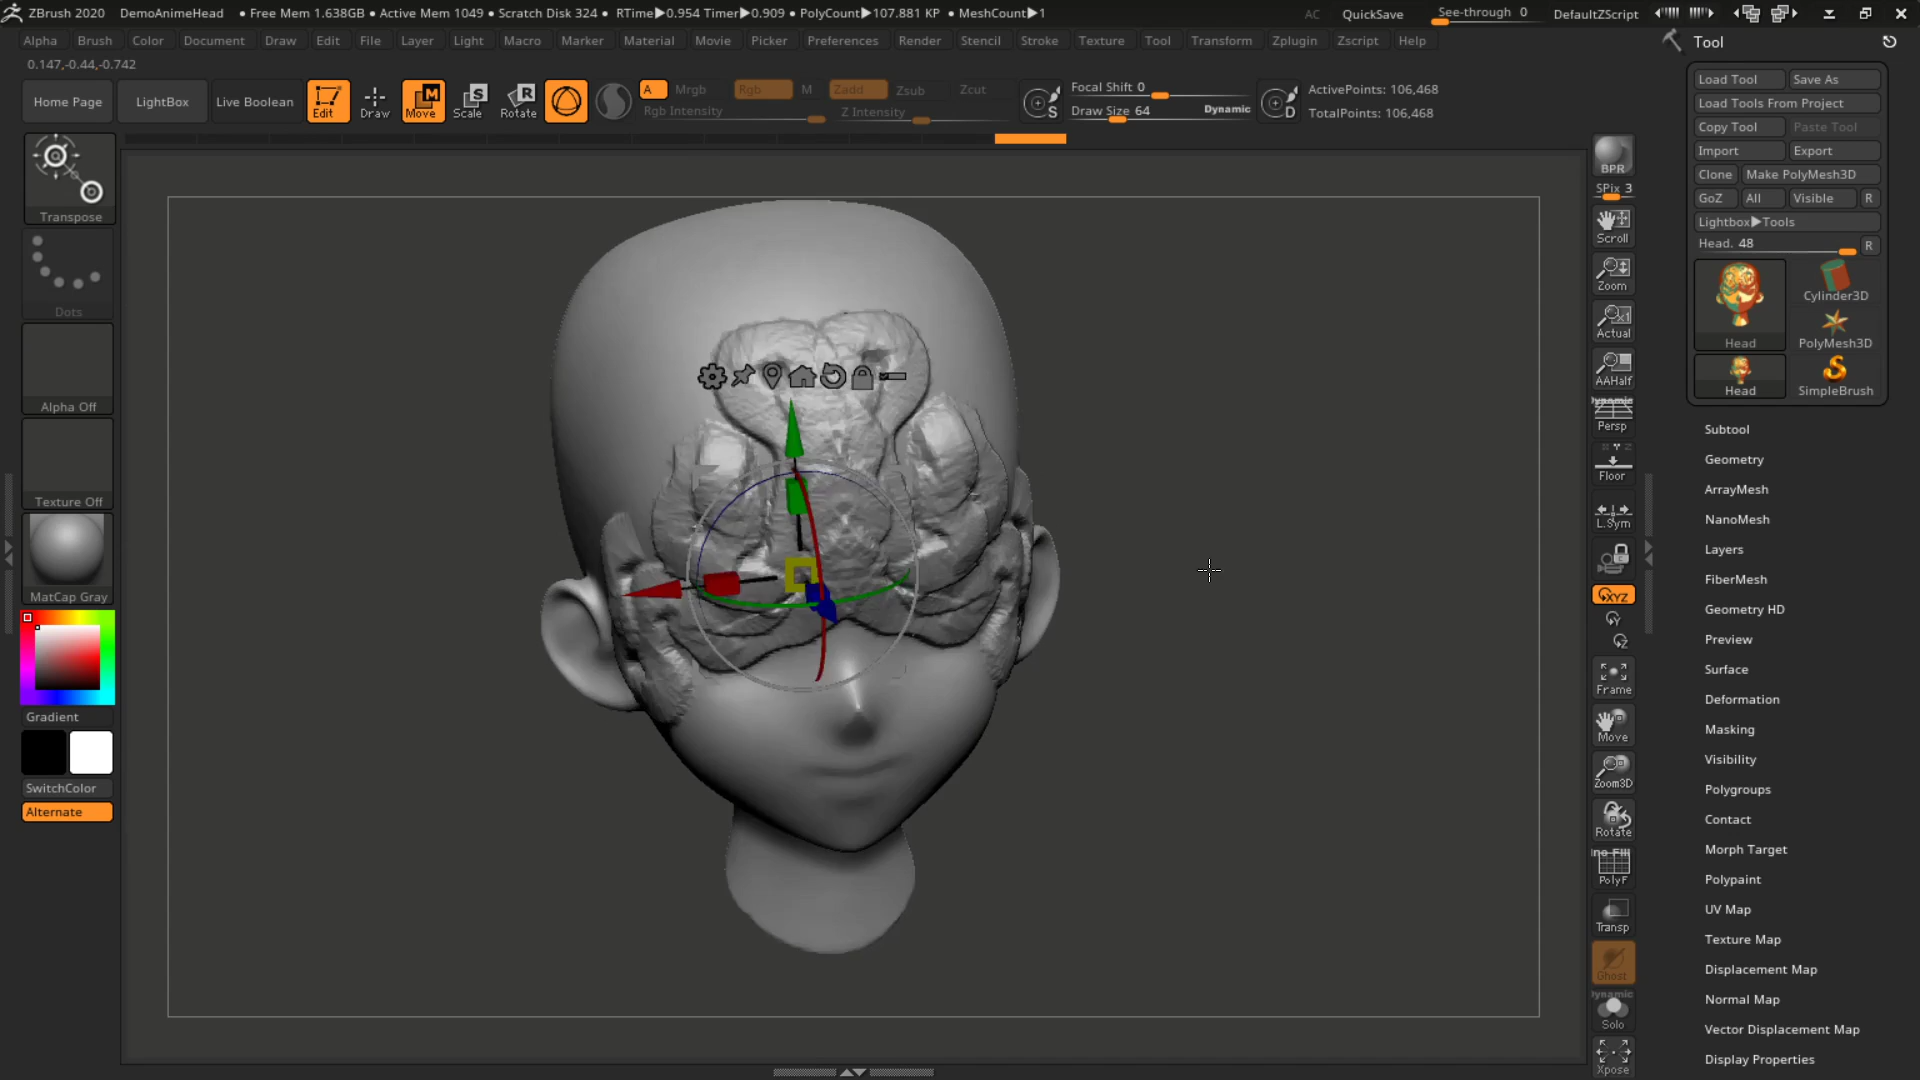 ZBrush 2020 DemoAnimeHead • Free Mem 1.638GB • Active Mem 1049 • Scratch Disk 324 • RTime▶0.954 Timer▶0.909 • PolyCount▶107.881 KP • MeshCount▶1 AC QuickSave See-through 0 DefaultZScript
Alpha Brush Color Document Draw Edit File Layer Light Macro Marker Material Movie Picker Preferences Render Stencil Stroke Texture Tool Transform Zplugin Zscript Help
0.147,-0.44,-0.742
Home Page LightBox Live Boolean Edit Draw Move Scale Rotate
A Mrgb Rgb M Zadd Zsub Zcut
Rgb Intensity Z Intensity
Focal Shift 0
Draw Size 64 Dynamic
S
D
ActivePoints: 106,468
TotalPoints: 106,468
Transpose
Dots
Alpha Off
Texture Off
MatCap Gray
Gradient
SwitchColor
Alternate
BPR
SPix 3
Scroll
Zoom
Actual
AAHalf
Dynamic
Persp
Floor
L.Sym
XYZ
Y
Z
Frame
Move
Zoom3D
Rotate
PolyF
Transp
Ghost
Dynamic
Solo
Xpose
Tool
Load Tool Save As
Load Tools From Project
Copy Tool Paste Tool
Import Export
Clone Make PolyMesh3D
GoZ All Visible R
Lightbox▶Tools
Head. 48 R
Head Cylinder3D
PolyMesh3D
Head SimpleBrush
Subtool
Geometry
ArrayMesh
NanoMesh
Layers
FiberMesh
Geometry HD
Preview
Surface
Deformation
Masking
Visibility
Polygroups
Contact
Morph Target
Polypaint
UV Map
Texture Map
Displacement Map
Normal Map
Vector Displacement Map
Display Properties